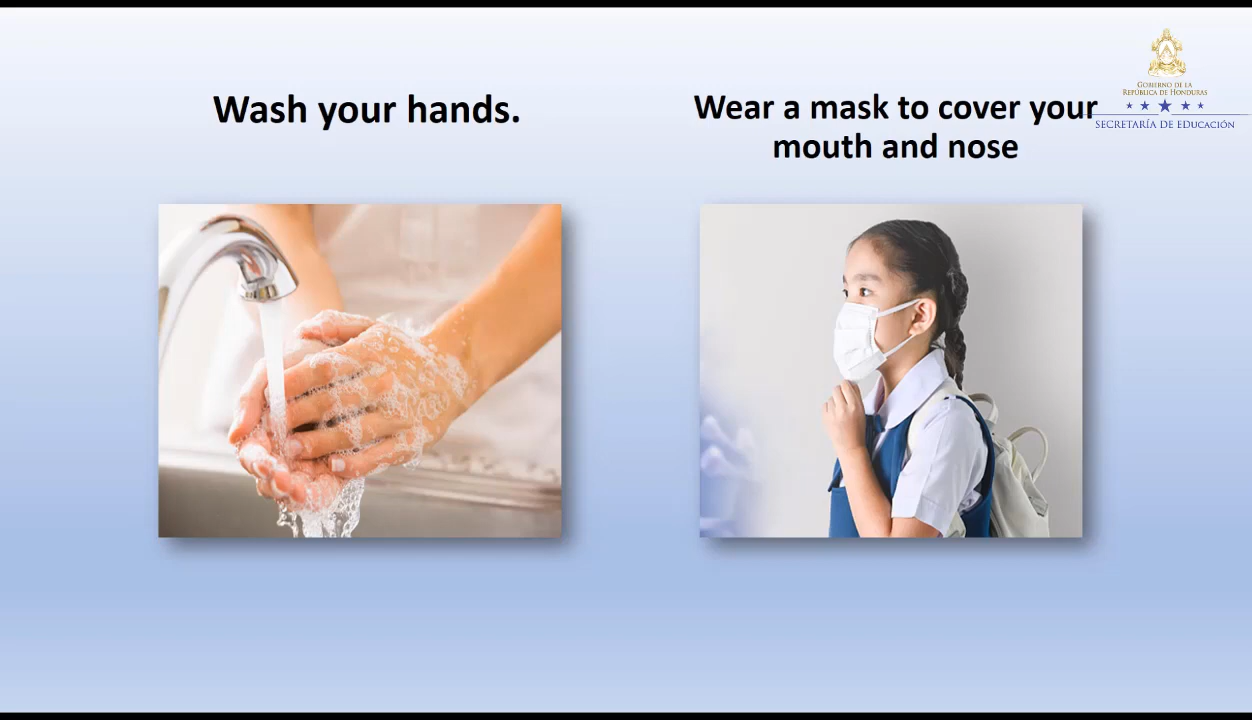 Wash your hands.
Wear a mask to cover your
mouth and nose
GOBIERNO DE LA
REPÚBLICA DE HONDURAS
SECRETARÍA DE EDUCACIÓN